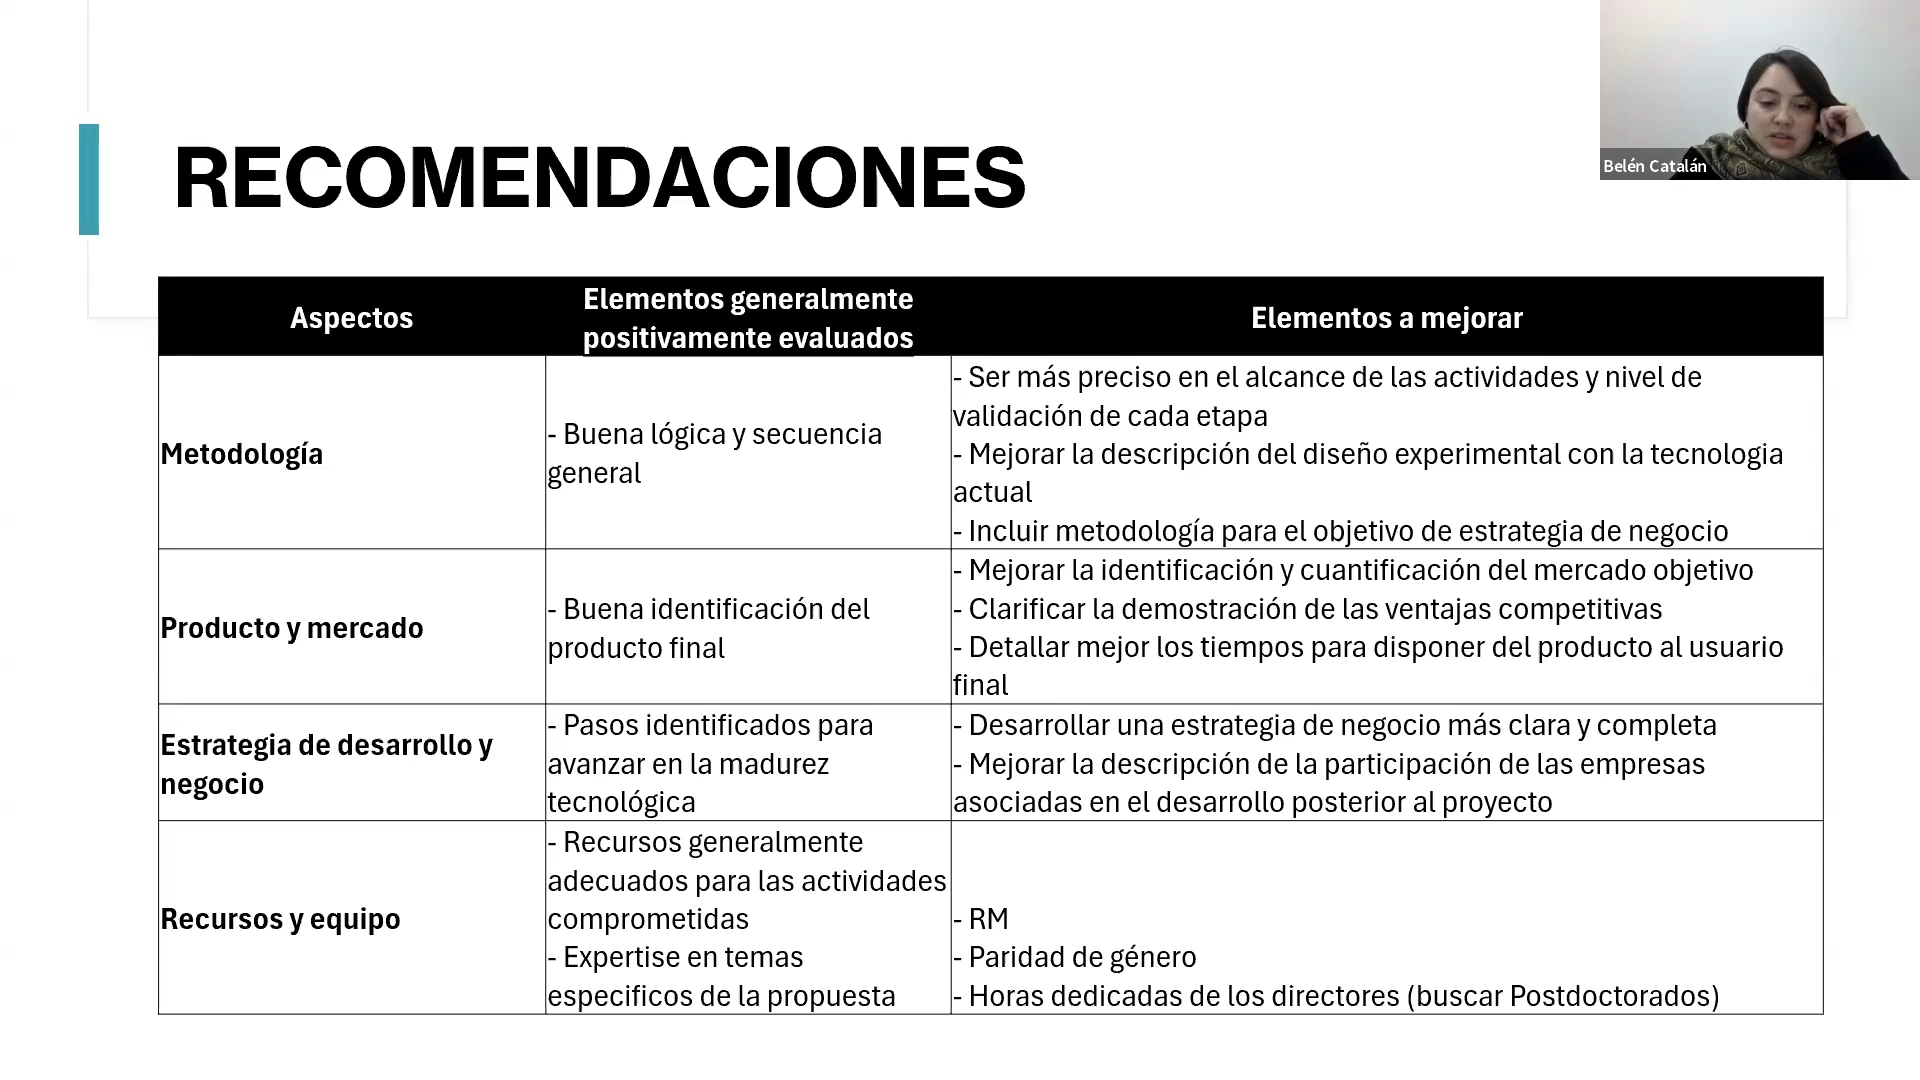 RECOMENDACIONES
Belén Catalán
Aspectos
Elementos generalmente
positivamente evaluados
Elementos a mejorar
Metodología
- Buena lógica y secuencia
general
- Ser más preciso en el alcance de las actividades y nivel de
validación de cada etapa
- Mejorar la descripción del diseño experimental con la tecnologia
actual
- Incluir metodología para el objetivo de estrategia de negocio
Producto y mercado
- Buena identificación del
producto final
- Mejorar la identificación y cuantificación del mercado objetivo
- Clarificar la demostración de las ventajas competitivas
- Detallar mejor los tiempos para disponer del producto al usuario
final
Estrategia de desarrollo y
negocio
- Pasos identificados para
avanzar en la madurez
tecnológica
- Desarrollar una estrategia de negocio más clara y completa
- Mejorar la descripción de la participación de las empresas
asociadas en el desarrollo posterior al proyecto
Recursos y equipo
- Recursos generalmente
adecuados para las actividades
comprometidas
- Expertise en temas
especificos de la propuesta
- RM
- Paridad de género
- Horas dedicadas de los directores (buscar Postdoctorados)